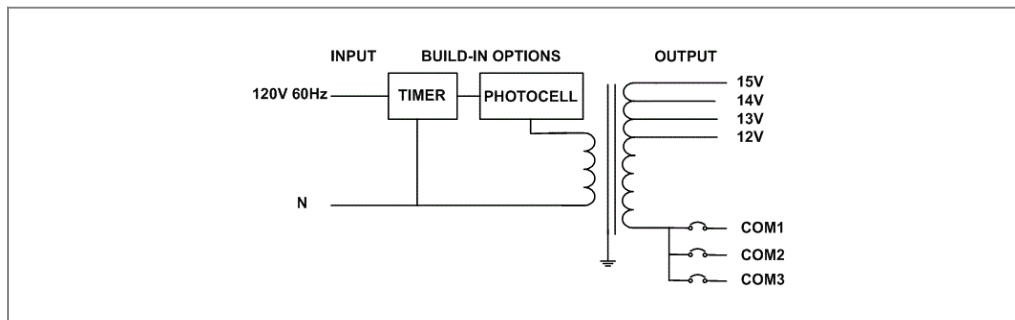 INPUT
BUILD-IN OPTIONS
OUTPUT
120V 60Hz
TIMER
PHOTOCELL
15V
14V
13V
12V
N
COM1
COM2
COM3